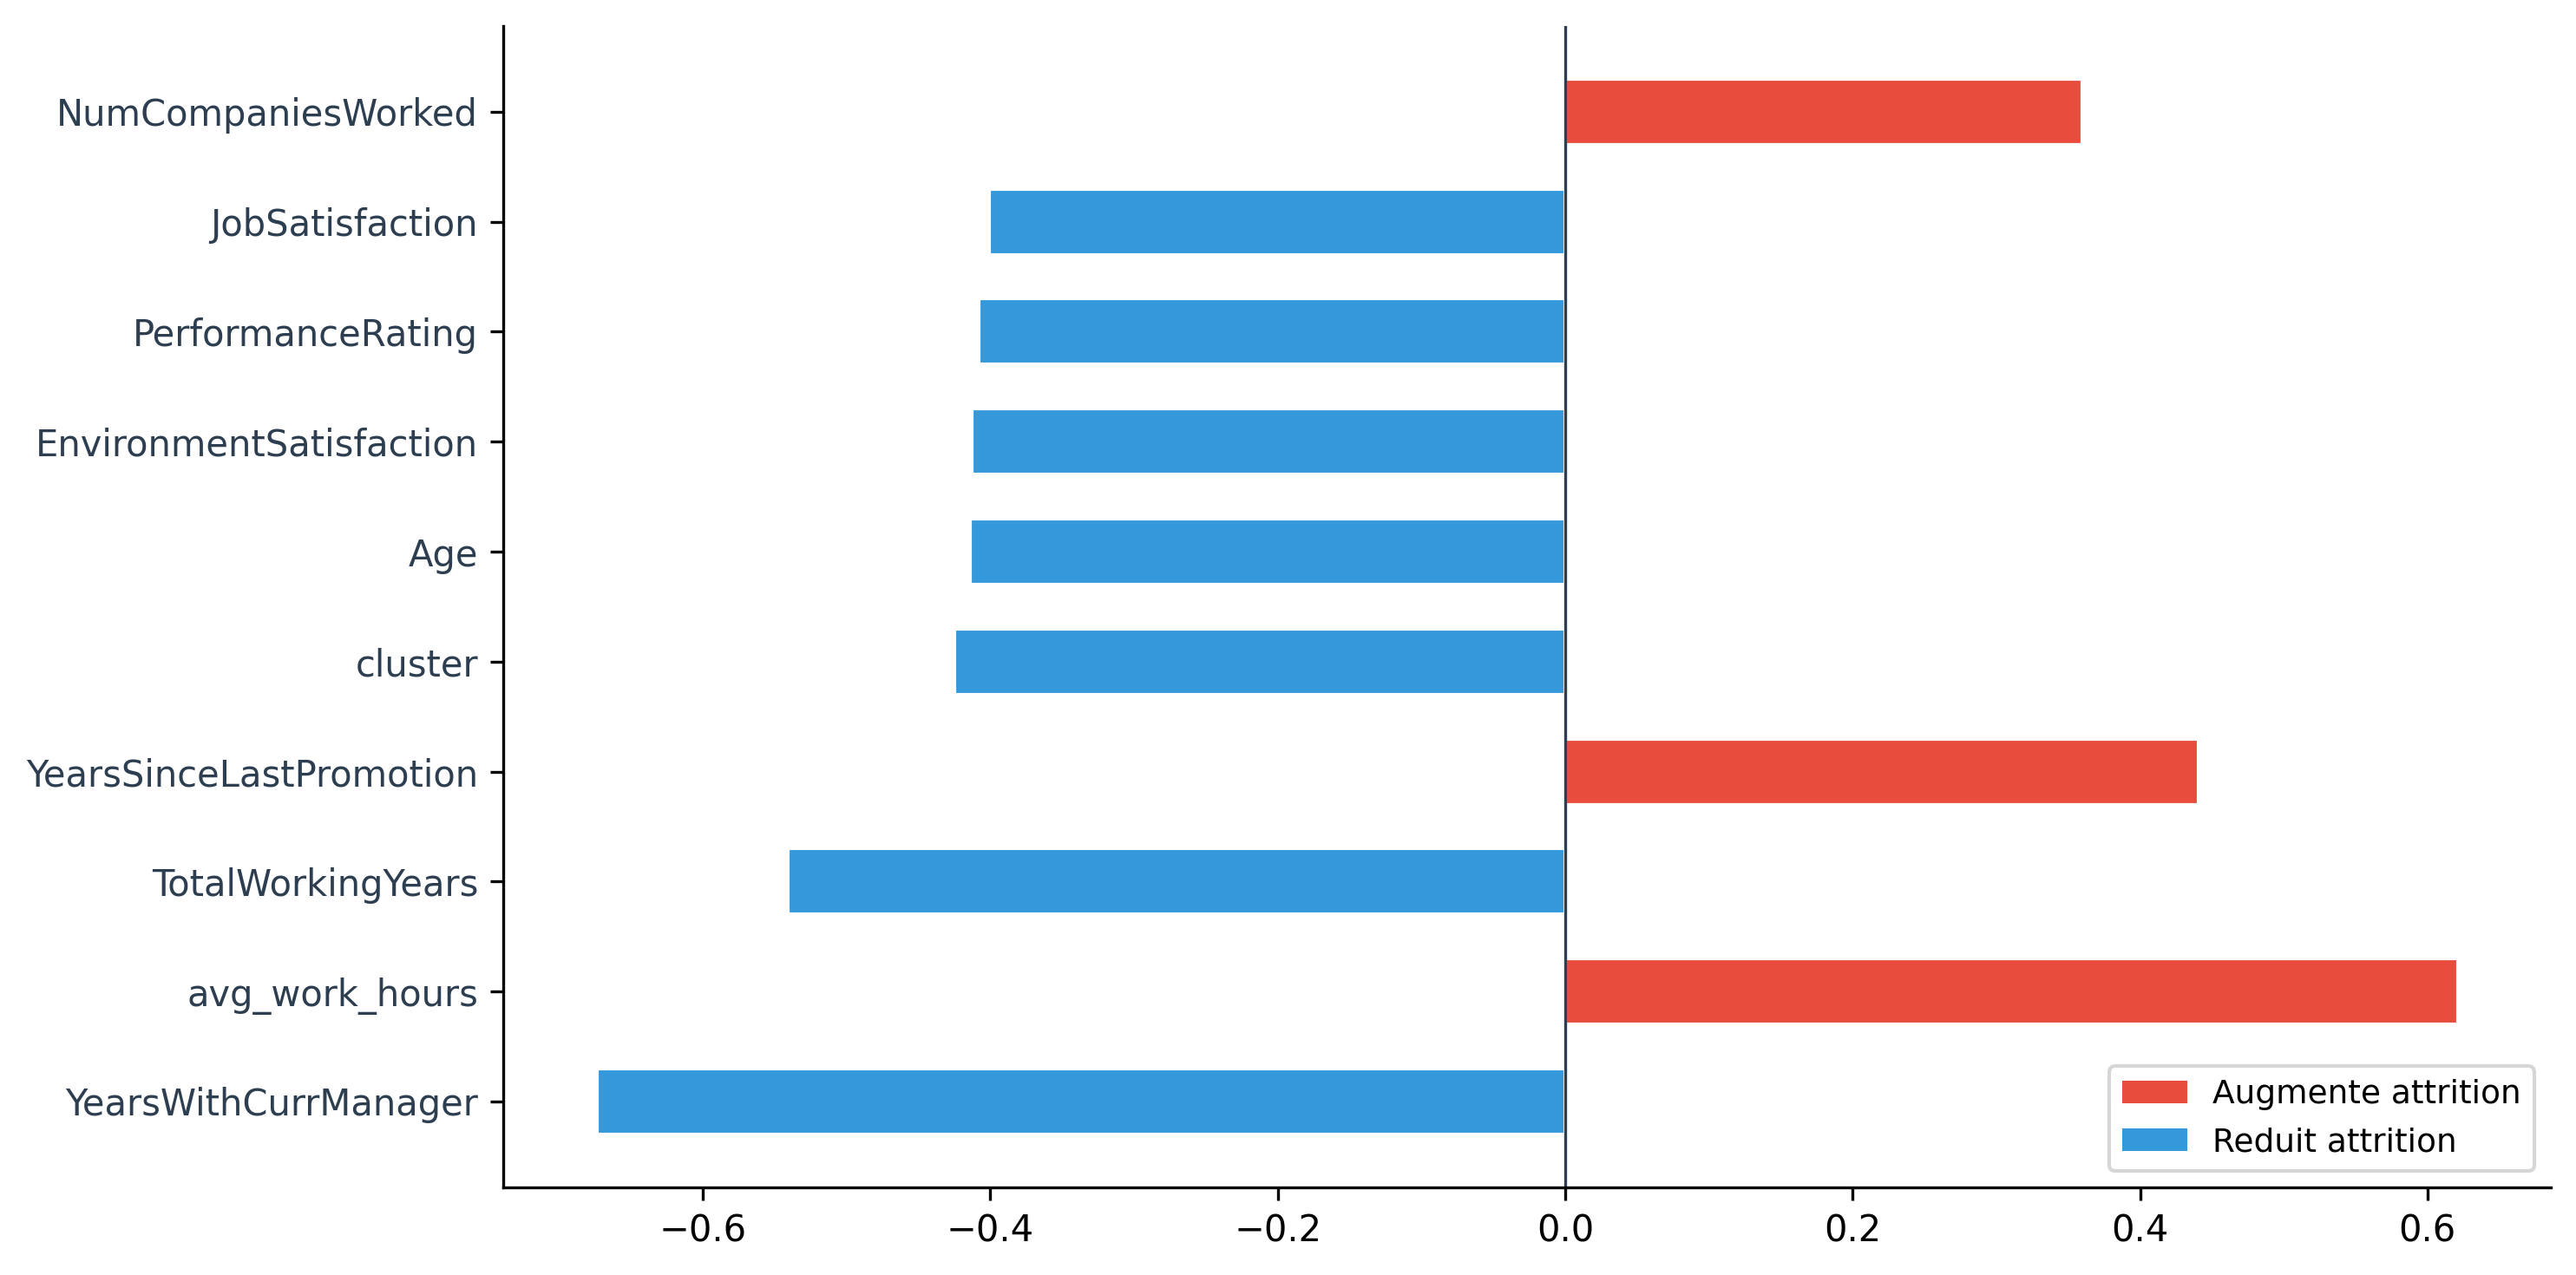 NumCompaniesWorked
JobSatisfaction
PerformanceRating
EnvironmentSatisfaction
Age
cluster
YearsSinceLastPromotion
TotalWorkingYears
avg_work_hours
YearsWithCurrManager
Augmente attrition
Reduit attrition
−0.6 −0.4 −0.2 0.0 0.2 0.4 0.6